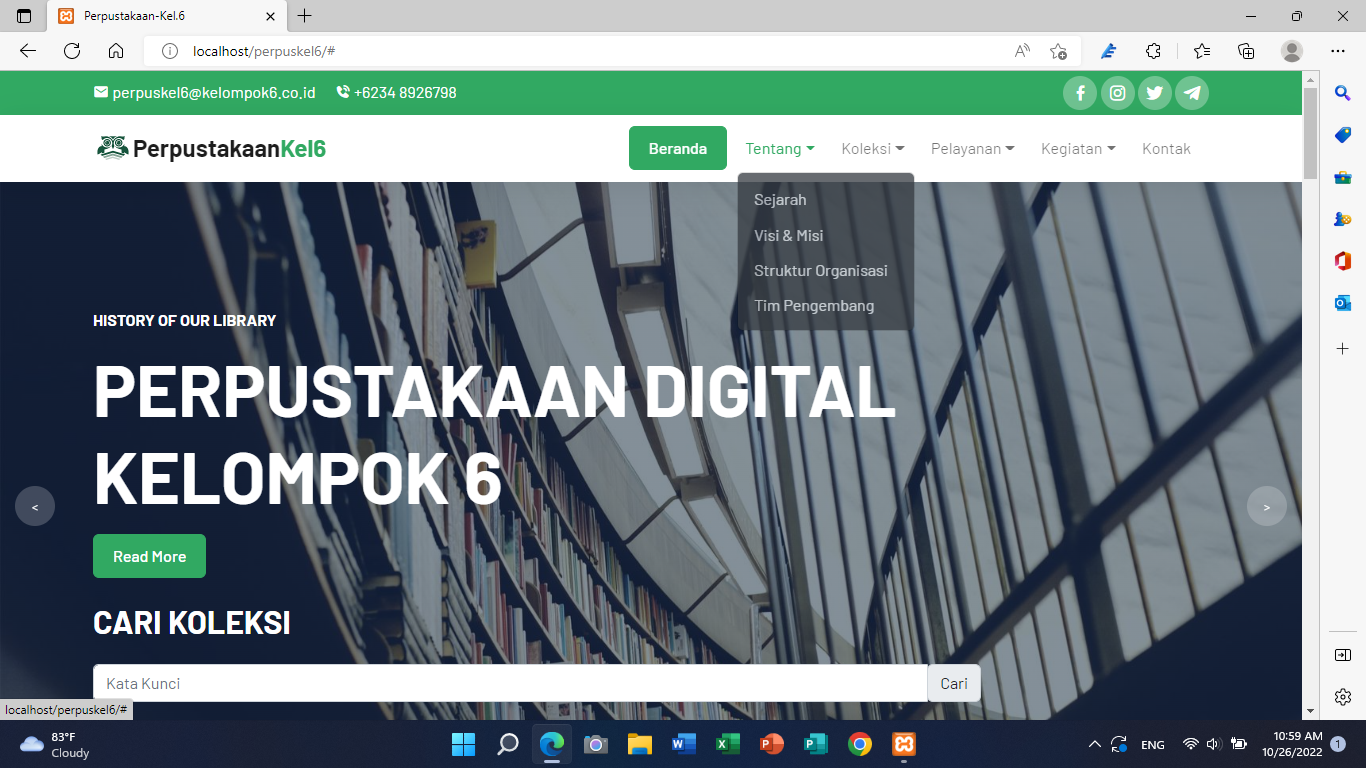 Perpustakaan-Kel.6
localhost/perpuskel6/#
perpuskel6@kelompok6.co.id +6234 8926798
PerpustakaanKel6 Beranda Tentang Koleksi Pelayanan Kegiatan Kontak
Sejarah
Visi & Misi
Struktur Organisasi
Tim Pengembang
HISTORY OF OUR LIBRARY
PERPUSTAKAAN DIGITAL
KELOMPOK 6
< >
Read More
CARI KOLEKSI
Kata Kunci Cari
localhost/perpuskel6/#
83°F
Cloudy
ENG
10:59 AM
10/26/2022
1